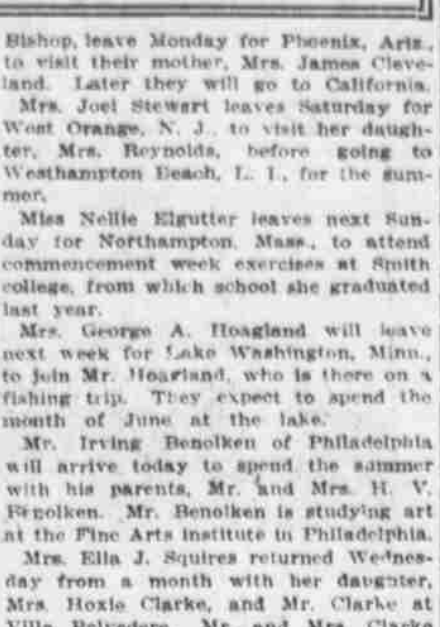 Bishop, leave Monday for Phoenix, Ariz.,
to visit their mother, Mrs. James Cleve-
land. Later they will go to California.
Mrs. Joel Stewart leaves Saturday for
West Orange, N. J., to visit her daugh-
ter, Mrs. Reynolds, before going to
Westhampton Beach, L. I., for the sum-
mer.
Miss Nellie Elgutter leaves next Sun-
day for Northampton, Mass., to attend
commencement week exercises at Smith
college, from which school she graduated
last year.
Mrs. George A. Hoagland will leave
next week for Lake Washington, Minn.,
to join Mr. Hoagland, who is there on a
fishing trip. They expect to spend the
month of June at the lake.
Mr. Irving Benolken of Philadelphia
will arrive today to spend the summer
with his parents, Mr. and Mrs. H. V.
Benolken. Mr. Benolken is studying art
at the Fine Arts institute in Philadelphia.
Mrs. Ella J. Squires returned Wednes-
day from a month with her daughter,
Mrs. Hoxie Clarke, and Mr. Clarke at
Villa Belvedere. Mr. and Mrs. Clarke